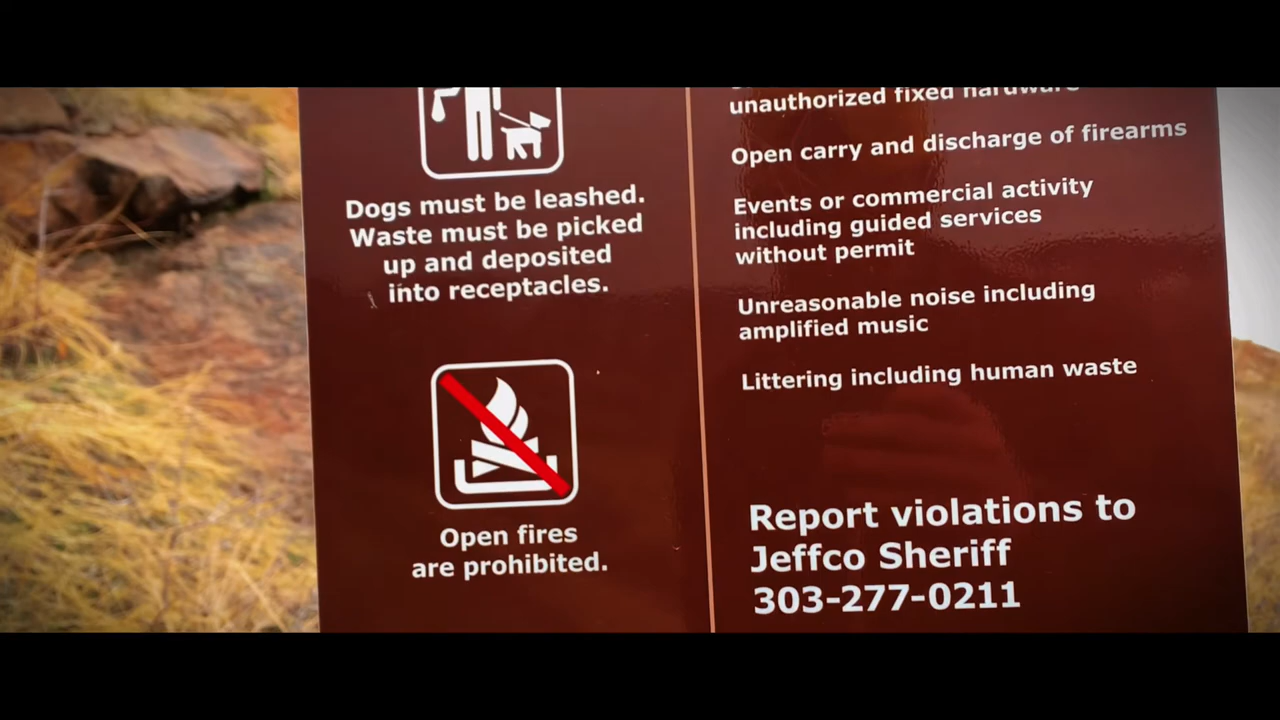 Dogs must be leashed.
Waste must be picked
up and deposited
into receptacles.
Open fires
are prohibited.
unauthorized fixed hardware
Open carry and discharge of firearms
Events or commercial activity
including guided services
without permit
Unreasonable noise including
amplified music
Littering including human waste
Report violations to
Jeffco Sheriff
303-277-0211